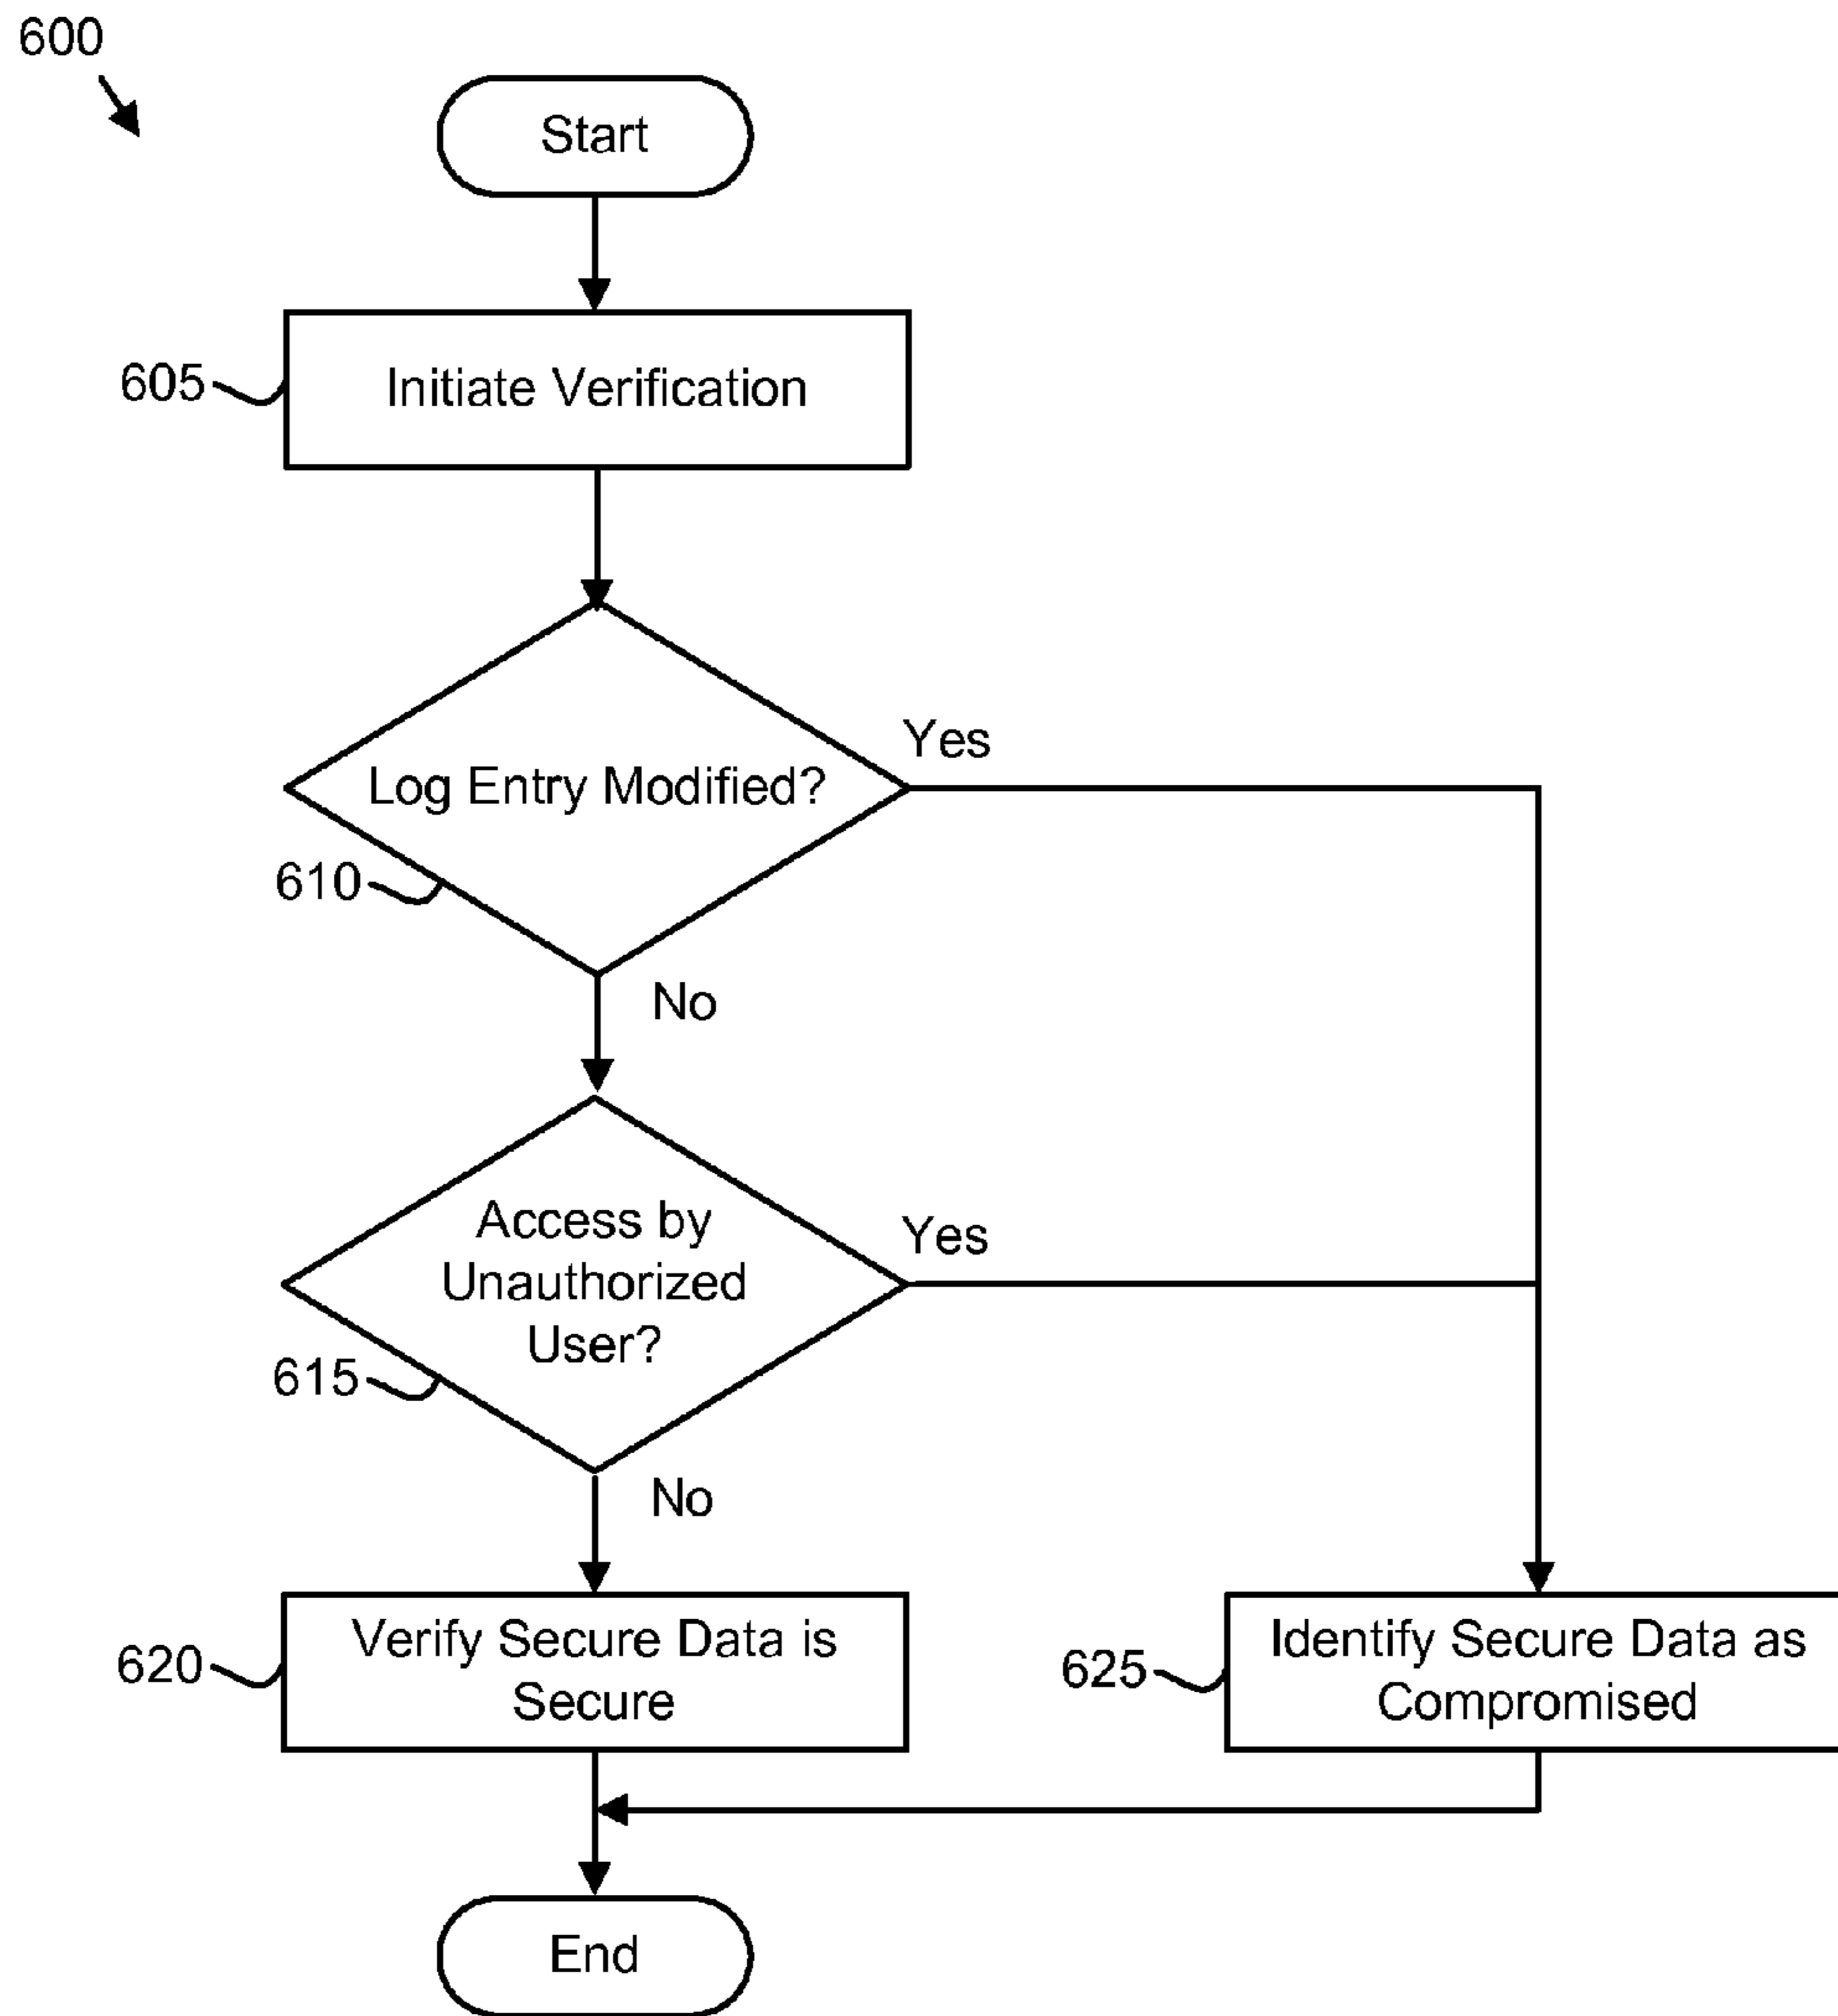 600
Start
605
Initiate Verification
Yes
Log Entry Modified?
610
No
Access by
Unauthorized
User?
Yes
615
No
620
Verify Secure Data is
Secure
625
Identify Secure Data as
Compromised
End